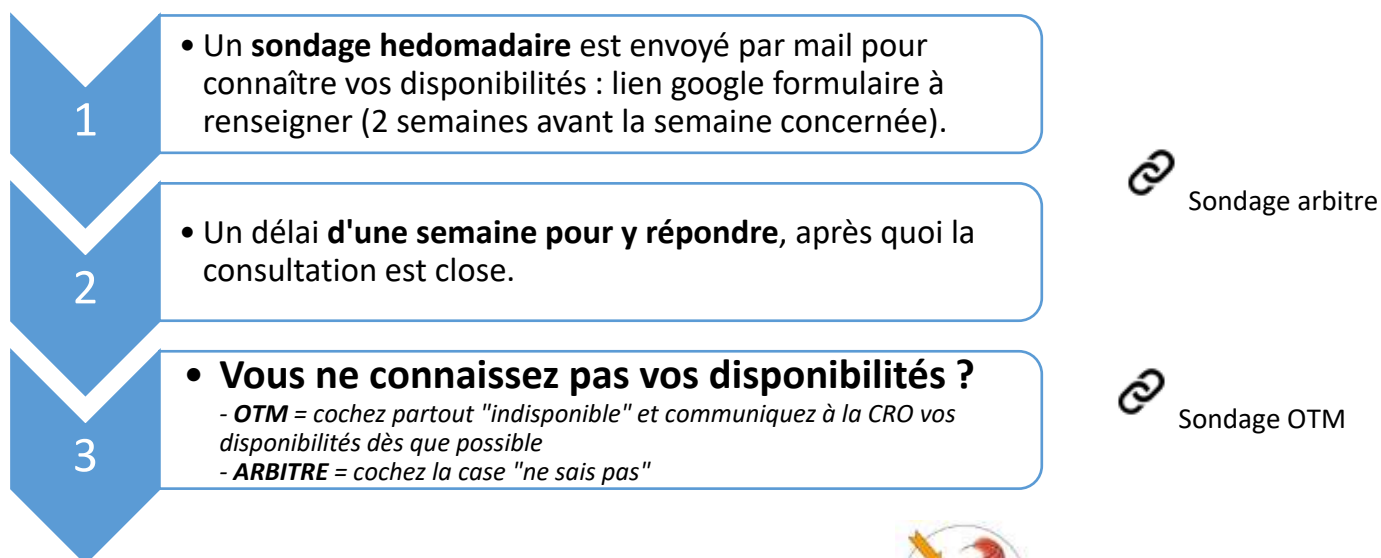 1
• Un sondage hedomadaire est envoyé par mail pour
connaître vos disponibilités : lien google formulaire à
renseigner (2 semaines avant la semaine concernée).
Sondage arbitre
2
• Un délai d'une semaine pour y répondre, après quoi la
consultation est close.
3
• Vous ne connaissez pas vos disponibilités ?
- OTM = cochez partout "indisponible" et communiquez à la CRO vos
disponibilités dès que possible
- ARBITRE = cochez la case "ne sais pas"
Sondage OTM